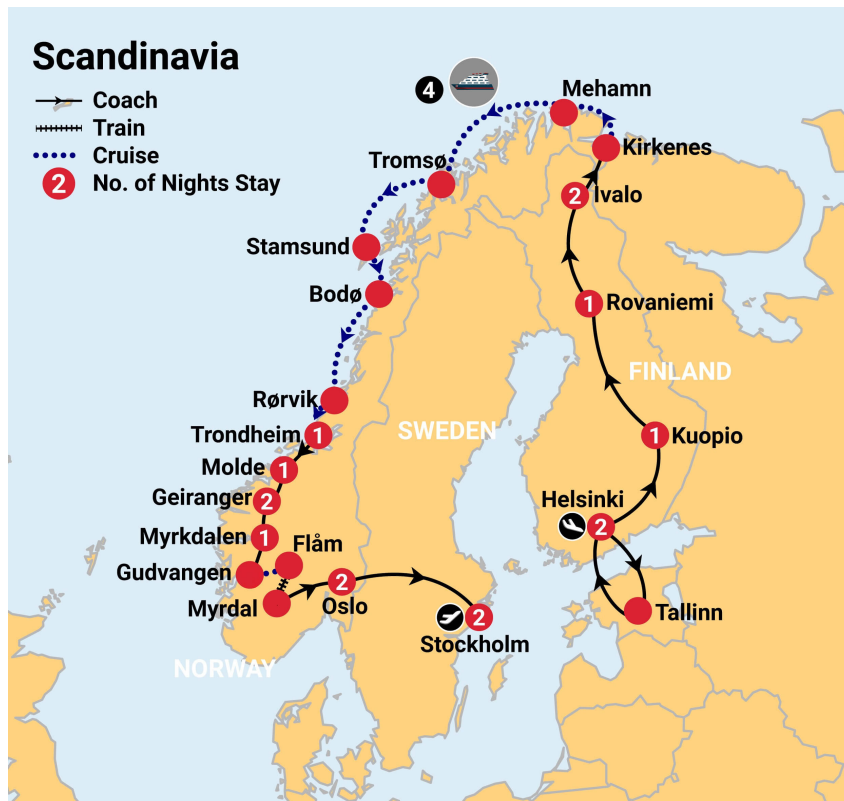 Scandinavia
Coach
Train
Cruise
2 No. of Nights Stay
4
Mehamn
Kirkenes
Tromsø
2 Ivalo
Stamsund
Bodø
1 Rovaniemi
FINLAND
Rørvik
SWEDEN
Trondheim 1
1 Kuopio
Molde 1
Geiranger 2
Helsinki
2
Myrkdalen 1
Flåm
Gudvangen
2
Myrdal
Oslo
Tallinn
2
Stockholm
NORWAY